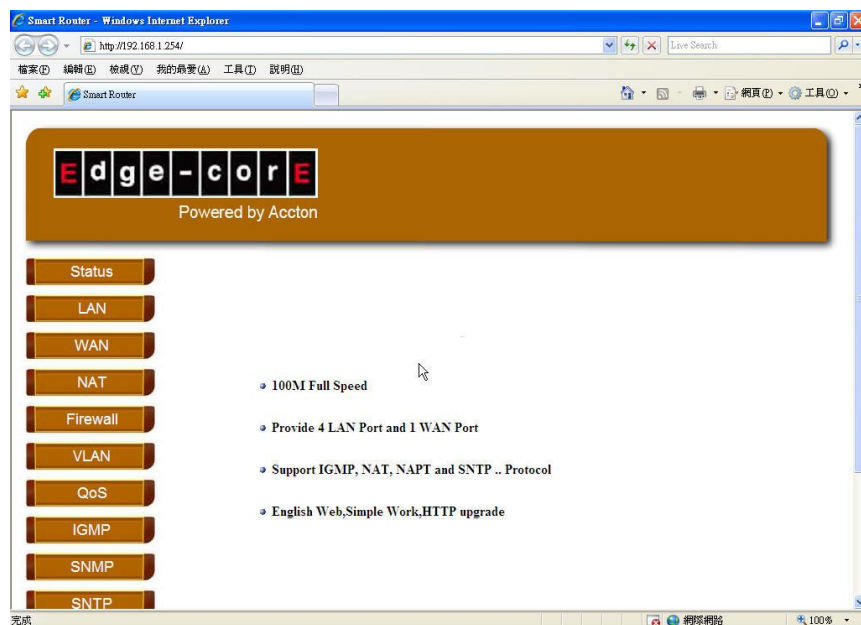 Smart Router - Windows Internet Explorer
http://192.168.1.254/
Live Search
檔案(F) 編輯(E) 檢視(V) 我的最愛(A) 工具(T) 說明(H)
Smart Router
網頁(P) 工具(O)
Edge-corE
Powered by Accton
Status
LAN
WAN
NAT
Firewall
VLAN
QoS
IGMP
SNMP
SNTP
100M Full Speed
Provide 4 LAN Port and 1 WAN Port
Support IGMP, NAT, NAPT and SNTP .. Protocol
English Web,Simple Work,HTTP upgrade
完成
網際網路
100%